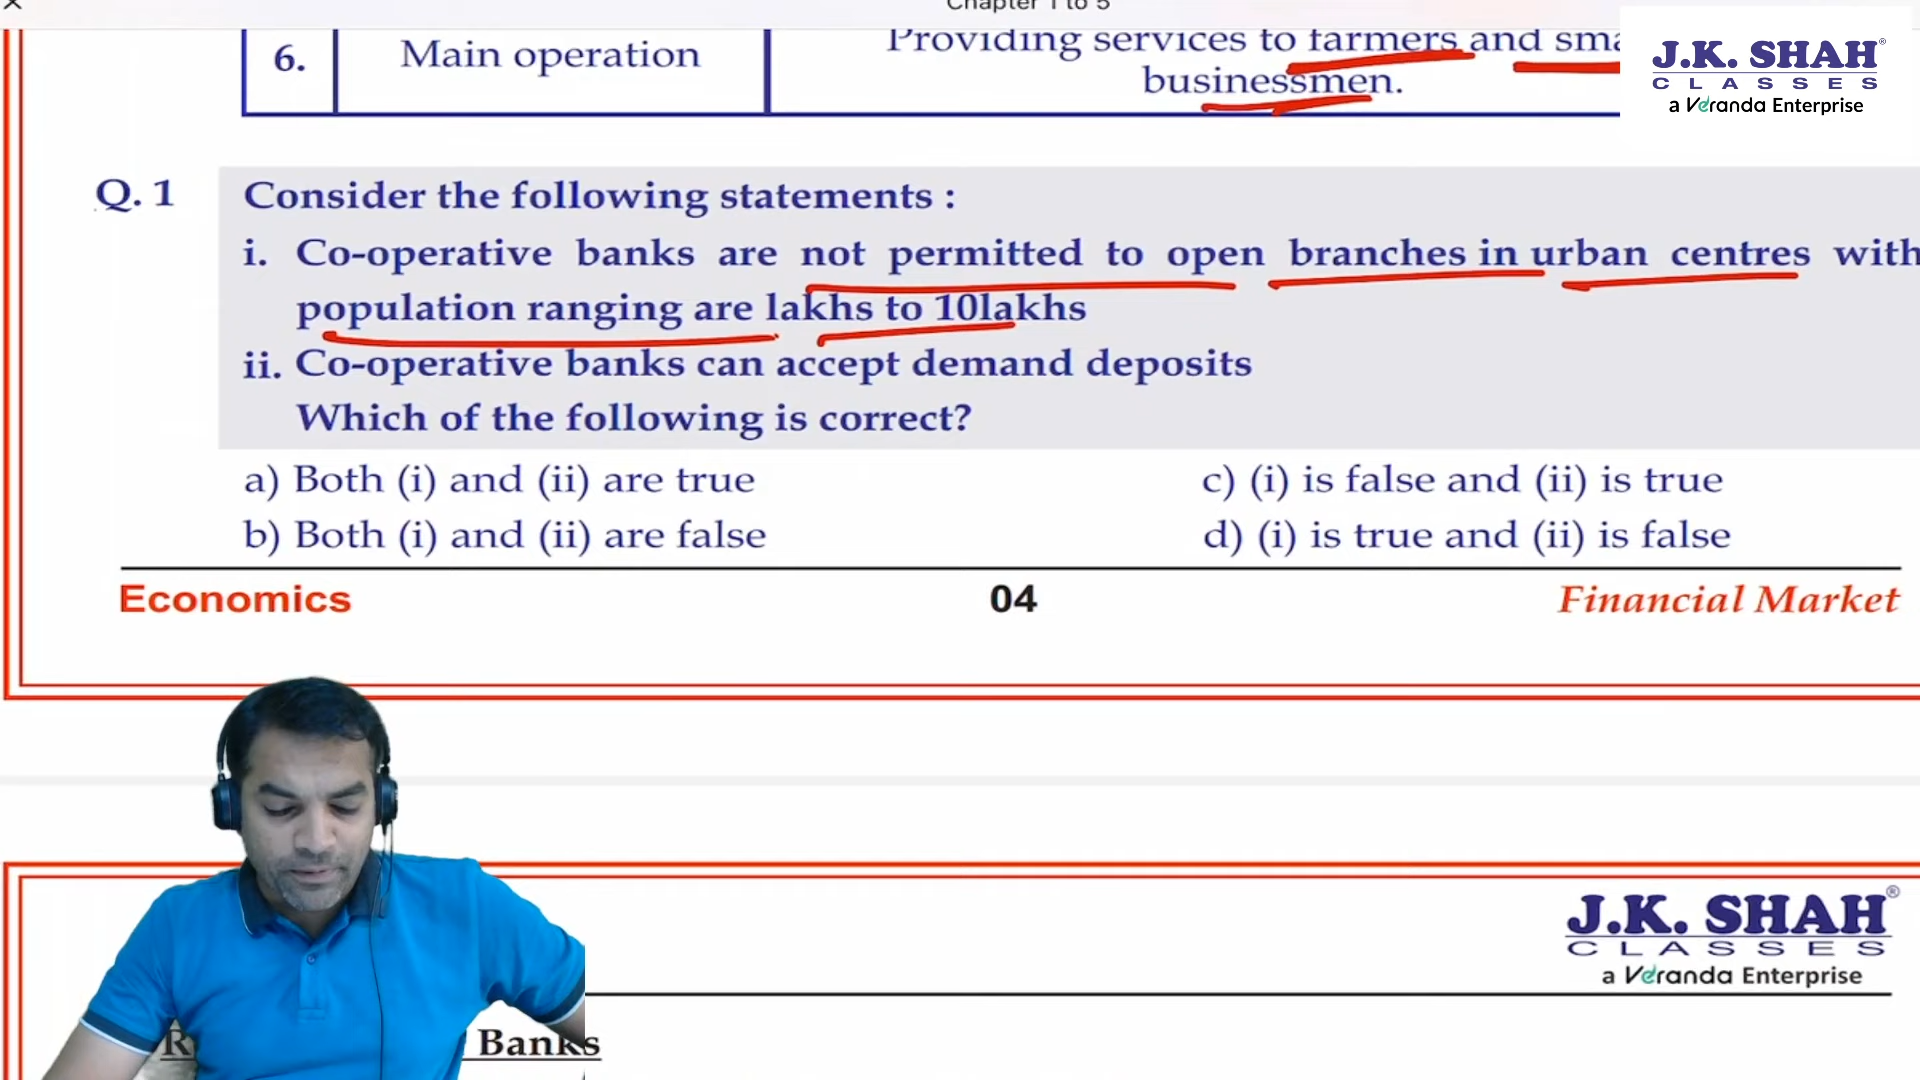 Chapter 1 to 5
6.
Main operation
Providing services to farmers and
businessmen.
J.K. SHAH®
CLASSES
a Veranda Enterprise
Q. 1
Consider the following statements :
i. Co-operative banks are not permitted to open branches in urban centres with
population ranging are lakhs to 10lakhs
ii. Co-operative banks can accept demand deposits
Which of the following is correct?
a) Both (i) and (ii) are true
c) (i) is false and (ii) is true
b) Both (i) and (ii) are false
d) (i) is true and (ii) is false
Economics
04
Financial Market
J.K. SHAH®
CLASSES
a Veranda Enterprise
Banks